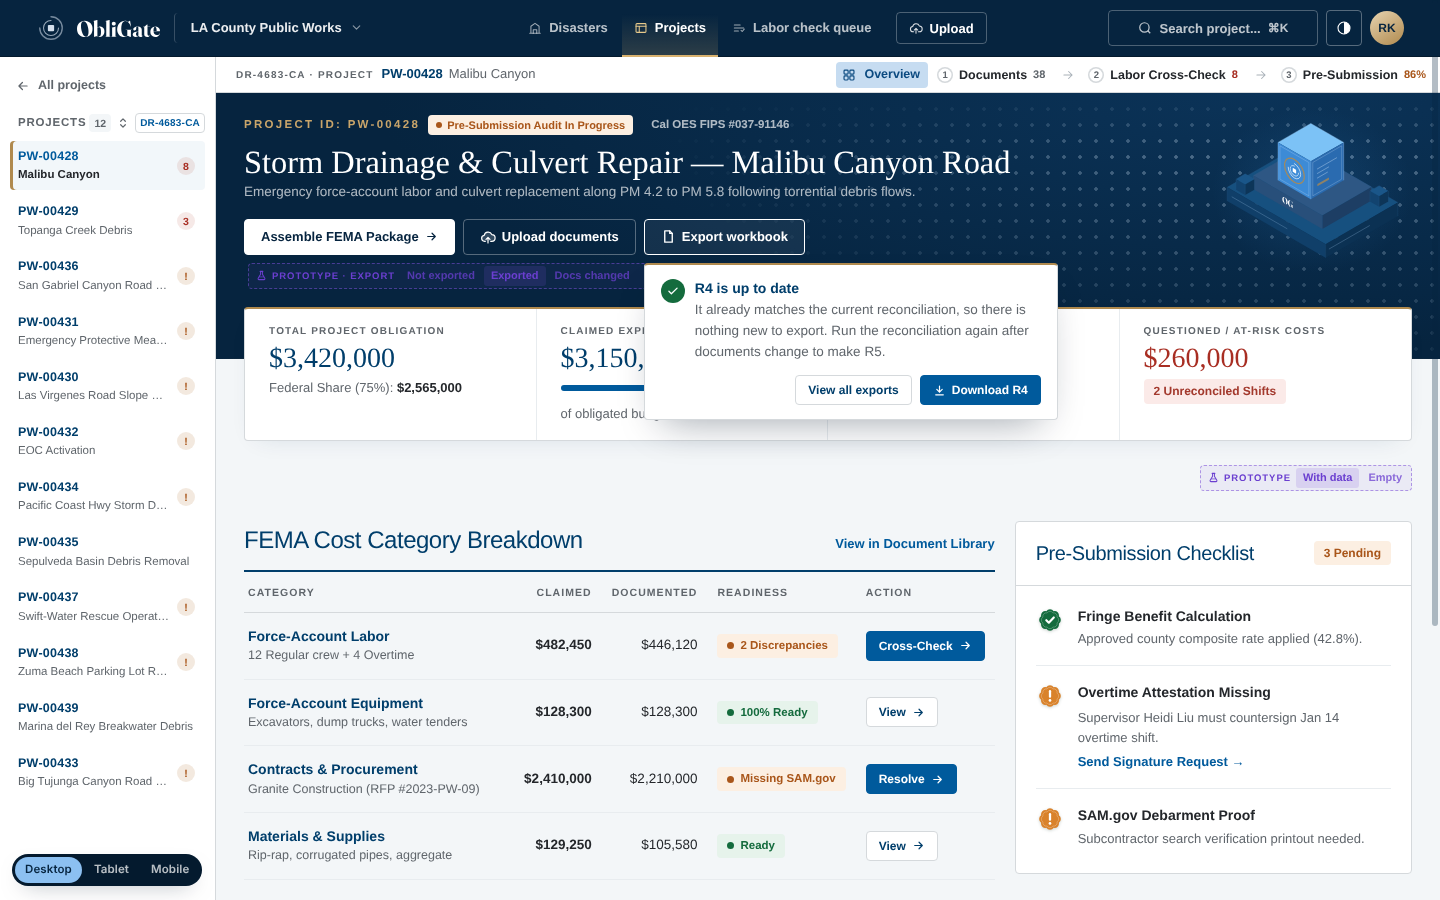 ObliGate
LA County Public Works
Disasters
Projects
Labor check queue
Upload
Search project... ⌘K
RK
All projects
DR-4683-CA · PROJECT PW-00428 Malibu Canyon
Overview
1 Documents 38
2 Labor Cross-Check 8
3 Pre-Submission 86%
PROJECTS 12 DR-4683-CA
PW-00428
Malibu Canyon
8
PW-00429
Topanga Creek Debris
3
PW-00436
San Gabriel Canyon Road ...
!
PW-00431
Emergency Protective Mea...
!
PW-00430
Las Virgenes Road Slope ...
!
PW-00432
EOC Activation
!
PW-00434
Pacific Coast Hwy Storm D...
!
PW-00435
Sepulveda Basin Debris Removal
PW-00437
Swift-Water Rescue Operat...
!
PW-00438
Zuma Beach Parking Lot R...
!
PW-00439
Marina del Rey Breakwater Debris
PW-00433
Big Tujunga Canyon Road ...
!
Desktop Tablet Mobile
PROJECT ID: PW-00428
Pre-Submission Audit In Progress
Cal OES FIPS #037-91146
Storm Drainage & Culvert Repair — Malibu Canyon Road
Emergency force-account labor and culvert replacement along PM 4.2 to PM 5.8 following torrential debris flows.
OG
Assemble FEMA Package →
Upload documents
Export workbook
PROTOTYPE · EXPORT Not exported Exported Docs changed
R4 is up to date
It already matches the current reconciliation, so there is
nothing new to export. Run the reconciliation again after
documents change to make R5.
View all exports
Download R4
TOTAL PROJECT OBLIGATION
$3,420,000
Federal Share (75%): $2,565,000
CLAIMED EXP
$3,150,
of obligated bu
QUESTIONED / AT-RISK COSTS
$260,000
2 Unreconciled Shifts
PROTOTYPE With data Empty
FEMA Cost Category Breakdown
View in Document Library
CATEGORY CLAIMED DOCUMENTED READINESS ACTION
Force-Account Labor
12 Regular crew + 4 Overtime
$482,450 $446,120 2 Discrepancies Cross-Check →
Force-Account Equipment
Excavators, dump trucks, water tenders
$128,300 $128,300 100% Ready View →
Contracts & Procurement
Granite Construction (RFP #2023-PW-09)
$2,410,000 $2,210,000 Missing SAM.gov Resolve →
Materials & Supplies
Rip-rap, corrugated pipes, aggregate
$129,250 $105,580 Ready View →
Pre-Submission Checklist
3 Pending
Fringe Benefit Calculation
Approved county composite rate applied (42.8%).
Overtime Attestation Missing
Supervisor Heidi Liu must countersign Jan 14
overtime shift.
Send Signature Request →
SAM.gov Debarment Proof
Subcontractor search verification printout needed.